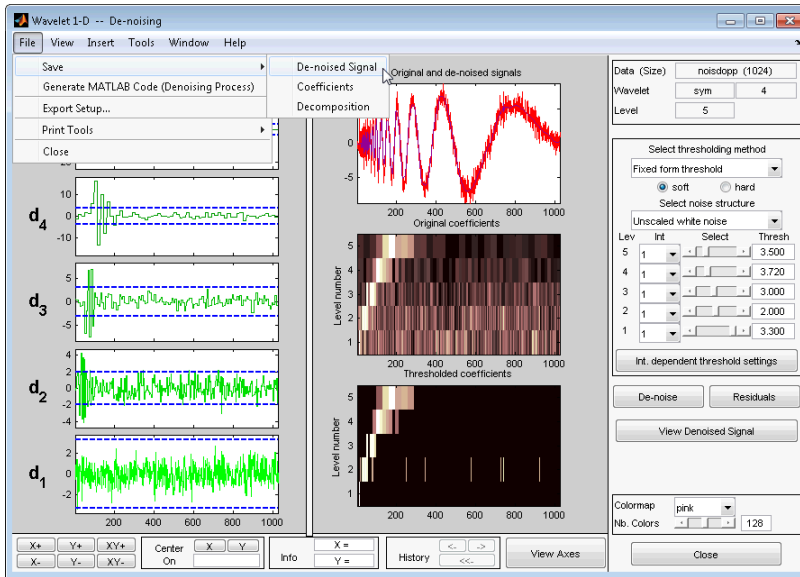 Wavelet 1-D -- De-noising
File View Insert Tools Window Help
Save
Generate MATLAB Code (Denoising Process)
Export Setup...
Print Tools
Close
De-noised Signal
Coefficients
Decomposition
Original and de-noised signals
0
-5
200 400 600 800 1000
Original coefficients
5
4
3
2
1
Level number
Thresholded coefficients
5
4
3
2
1
Level number
200 400 600 800 1000
-20
d4
10
0
-10
d3
5
0
-5
d2
4
2
0
-2
-4
d1
2
0
-2
200 400 600 800 1000
Data (Size) noisdopp (1024)
Wavelet sym 4
Level 5
Select thresholding method
Fixed form threshold
soft hard
Select noise structure
Unscaled white noise
Lev Int Select Thresh
5 1 3.500
4 1 3.720
3 1 3.000
2 1 2.000
1 1 3.300
Int. dependent threshold settings
De-noise Residuals
View Denoised Signal
Colormap pink
Nb. Colors 128
Close
X+ Y+ XY+
X- Y- XY-
Center On X Y
Info X = Y =
History <- -> <<-
View Axes